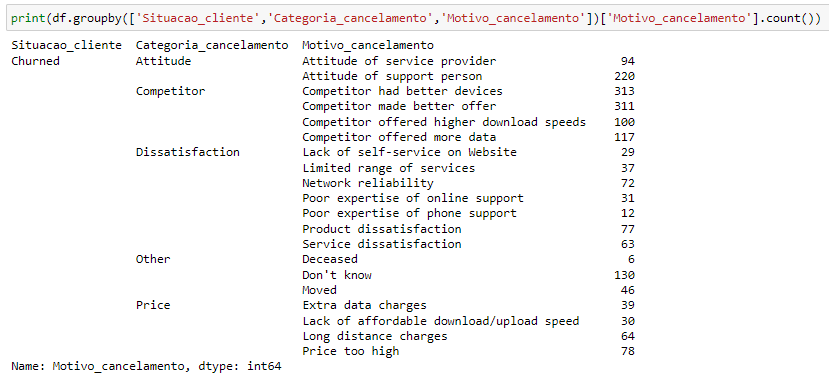 print(df.groupby(['Situacao_cliente','Categoria_cancelamento','Motivo_cancelamento'])['Motivo_cancelamento'].count())
Situacao_cliente  Categoria_cancelamento  Motivo_cancelamento
Churned           Attitude                Attitude of service provider                 94
                                          Attitude of support person                  220
                  Competitor              Competitor had better devices               313
                                          Competitor made better offer                311
                                          Competitor offered higher download speeds   100
                                          Competitor offered more data                117
                  Dissatisfaction         Lack of self-service on Website              29
                                          Limited range of services                    37
                                          Network reliability                          72
                                          Poor expertise of online support             31
                                          Poor expertise of phone support              12
                                          Product dissatisfaction                      77
                                          Service dissatisfaction                      63
                  Other                   Deceased                                      6
                                          Don't know                                  130
                                          Moved                                        46
                  Price                   Extra data charges                           39
                                          Lack of affordable download/upload speed     30
                                          Long distance charges                        64
                                          Price too high                               78
Name: Motivo_cancelamento, dtype: int64